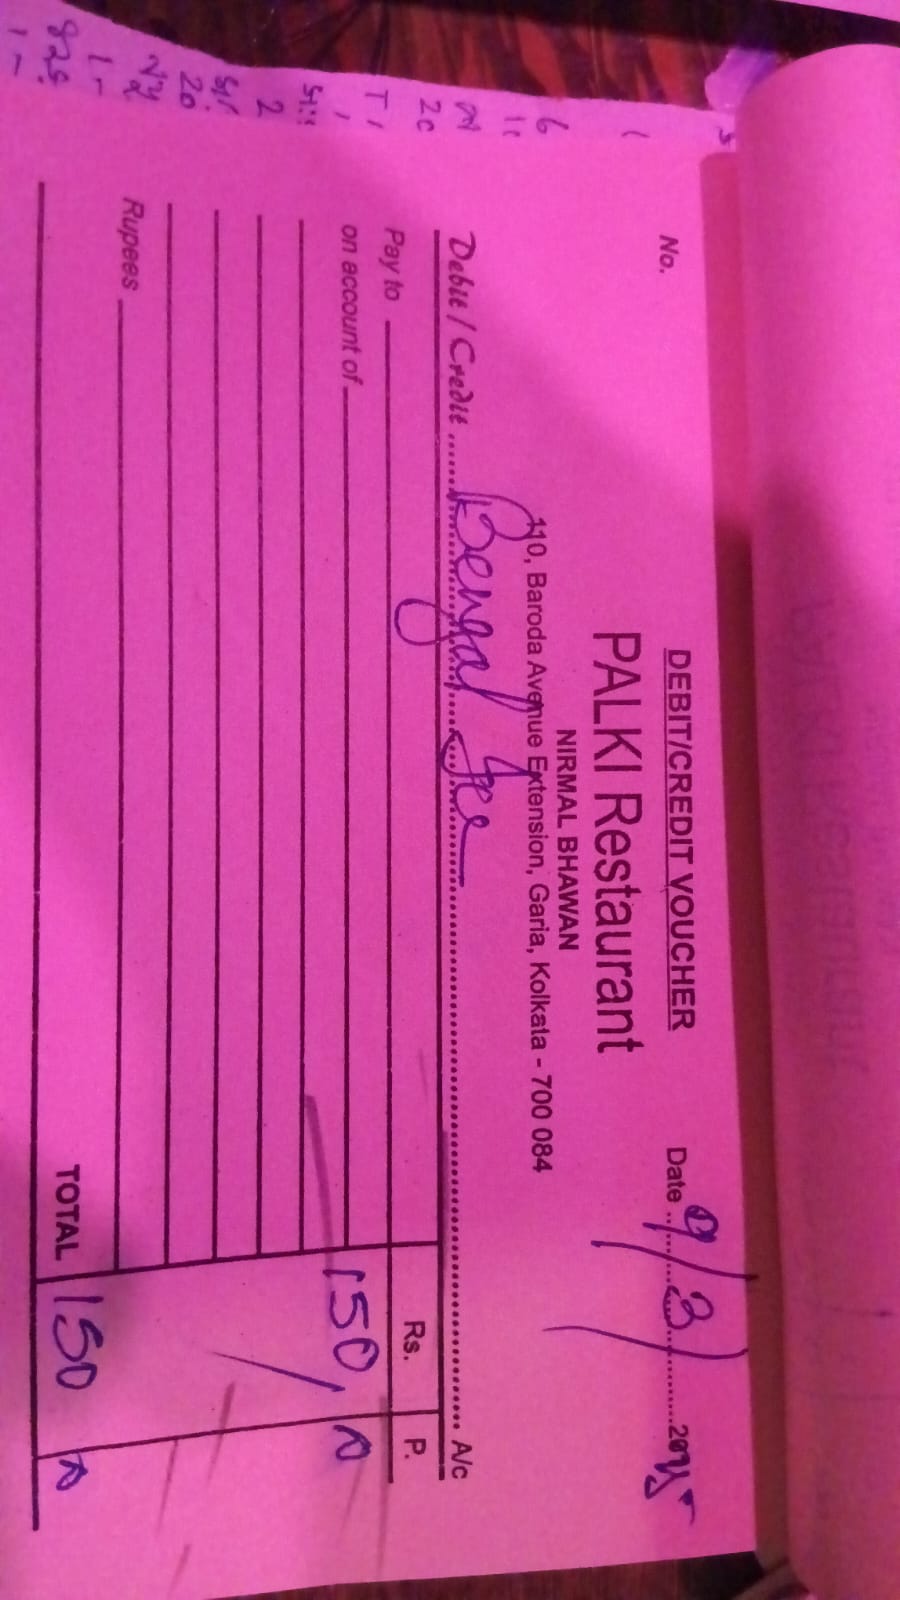 DEBIT/CREDIT VOUCHER
No.
PALKI Restaurant
Date 9/3/2025
NIRMAL BHAWAN
110, Baroda Avenue Extension, Garia, Kolkata - 700 084
Debit / Credit Bengal Ice A/c
Pay to
Rs. P.
on account of
150/
Rupees
TOTAL 150